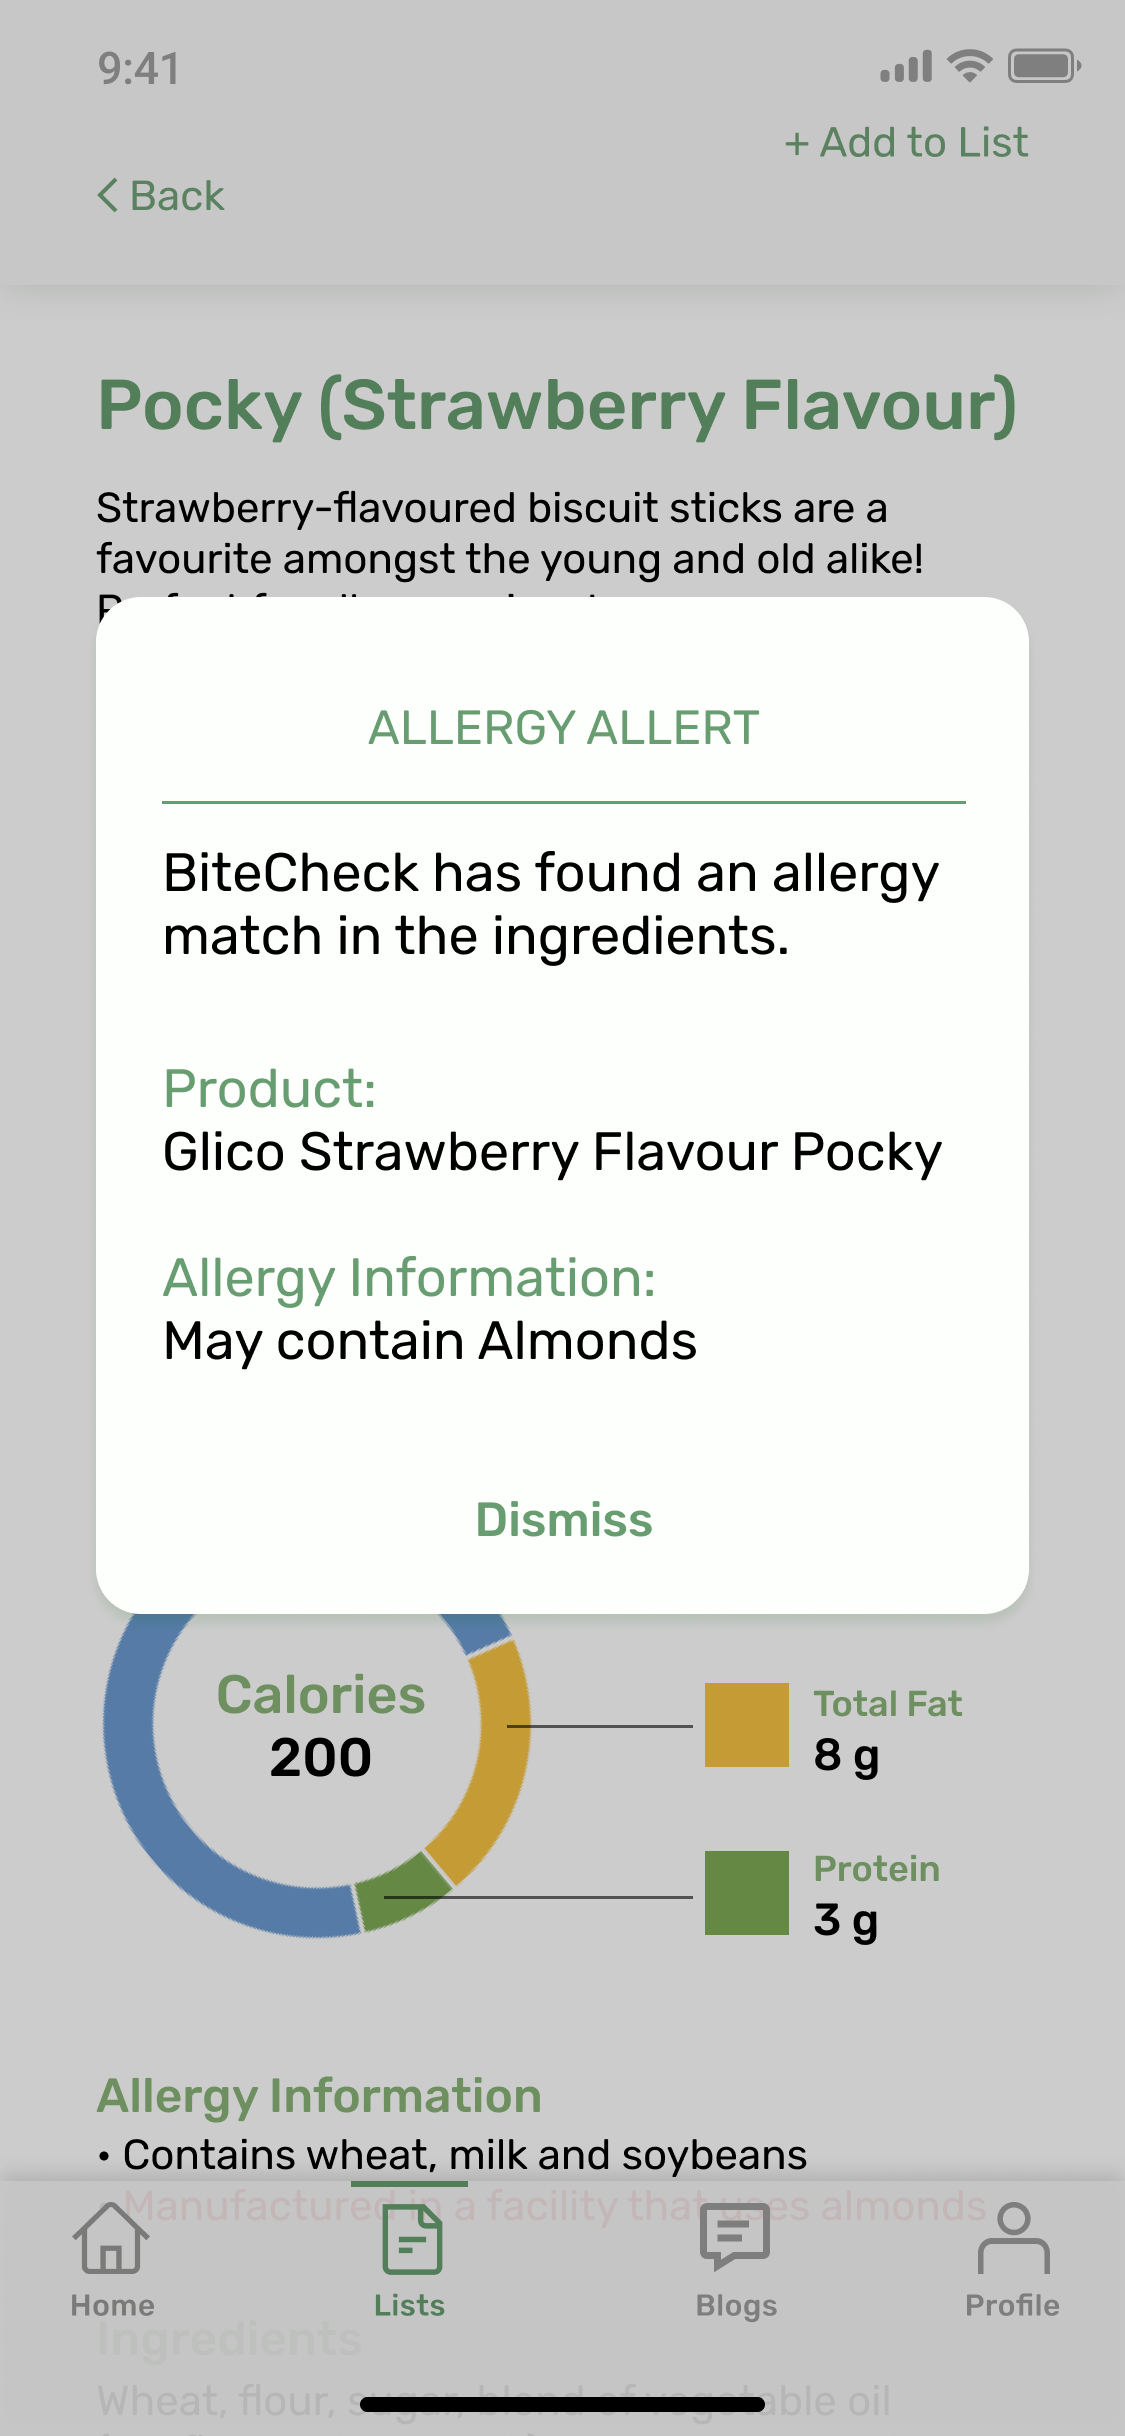 9:41
+ Add to List
Back
Pocky (Strawberry Flavour)
Strawberry-flavoured biscuit sticks are a
favourite amongst the young and old alike!
ALLERGY ALLERT
BiteCheck has found an allergy
match in the ingredients.
Product:
Glico Strawberry Flavour Pocky
Allergy Information:
May contain Almonds
Dismiss
Calories
200
Total Fat
8 g
Protein
3 g
Allergy Information
• Contains wheat, milk and soybeans
Manufactured in a facility that uses almonds
Home
Lists
Blogs
Profile
Ingredients
Wheat, flour, sugar, blend of vegetable oil